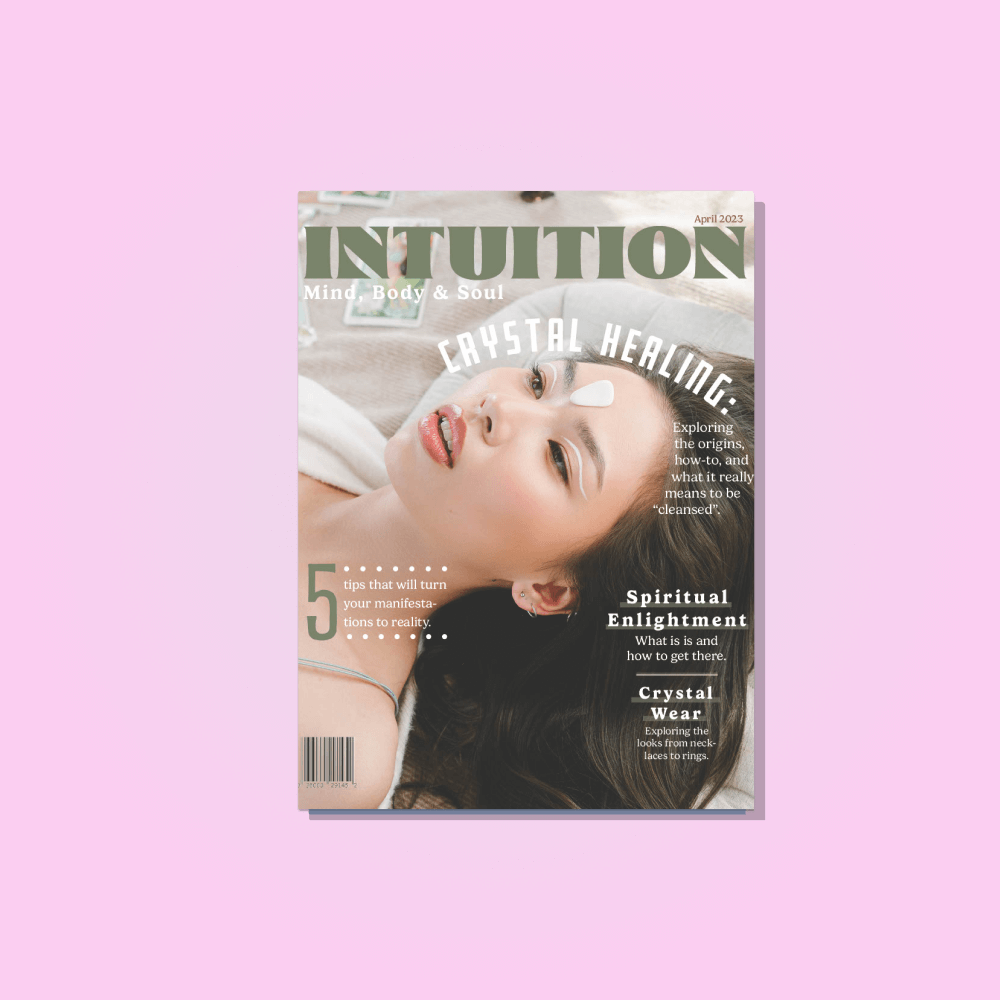 April 2023
INTUITION
Mind, Body & Soul
CRYSTAL HEALING:
Exploring
the origins,
how-to, and
what it really
means to be
“cleansed”.
5
tips that will turn
your manifesta-
tions to reality.
Spiritual
Enlightment
What is is and
how to get there.
Crystal
Wear
Exploring the
looks from neck-
laces to rings.